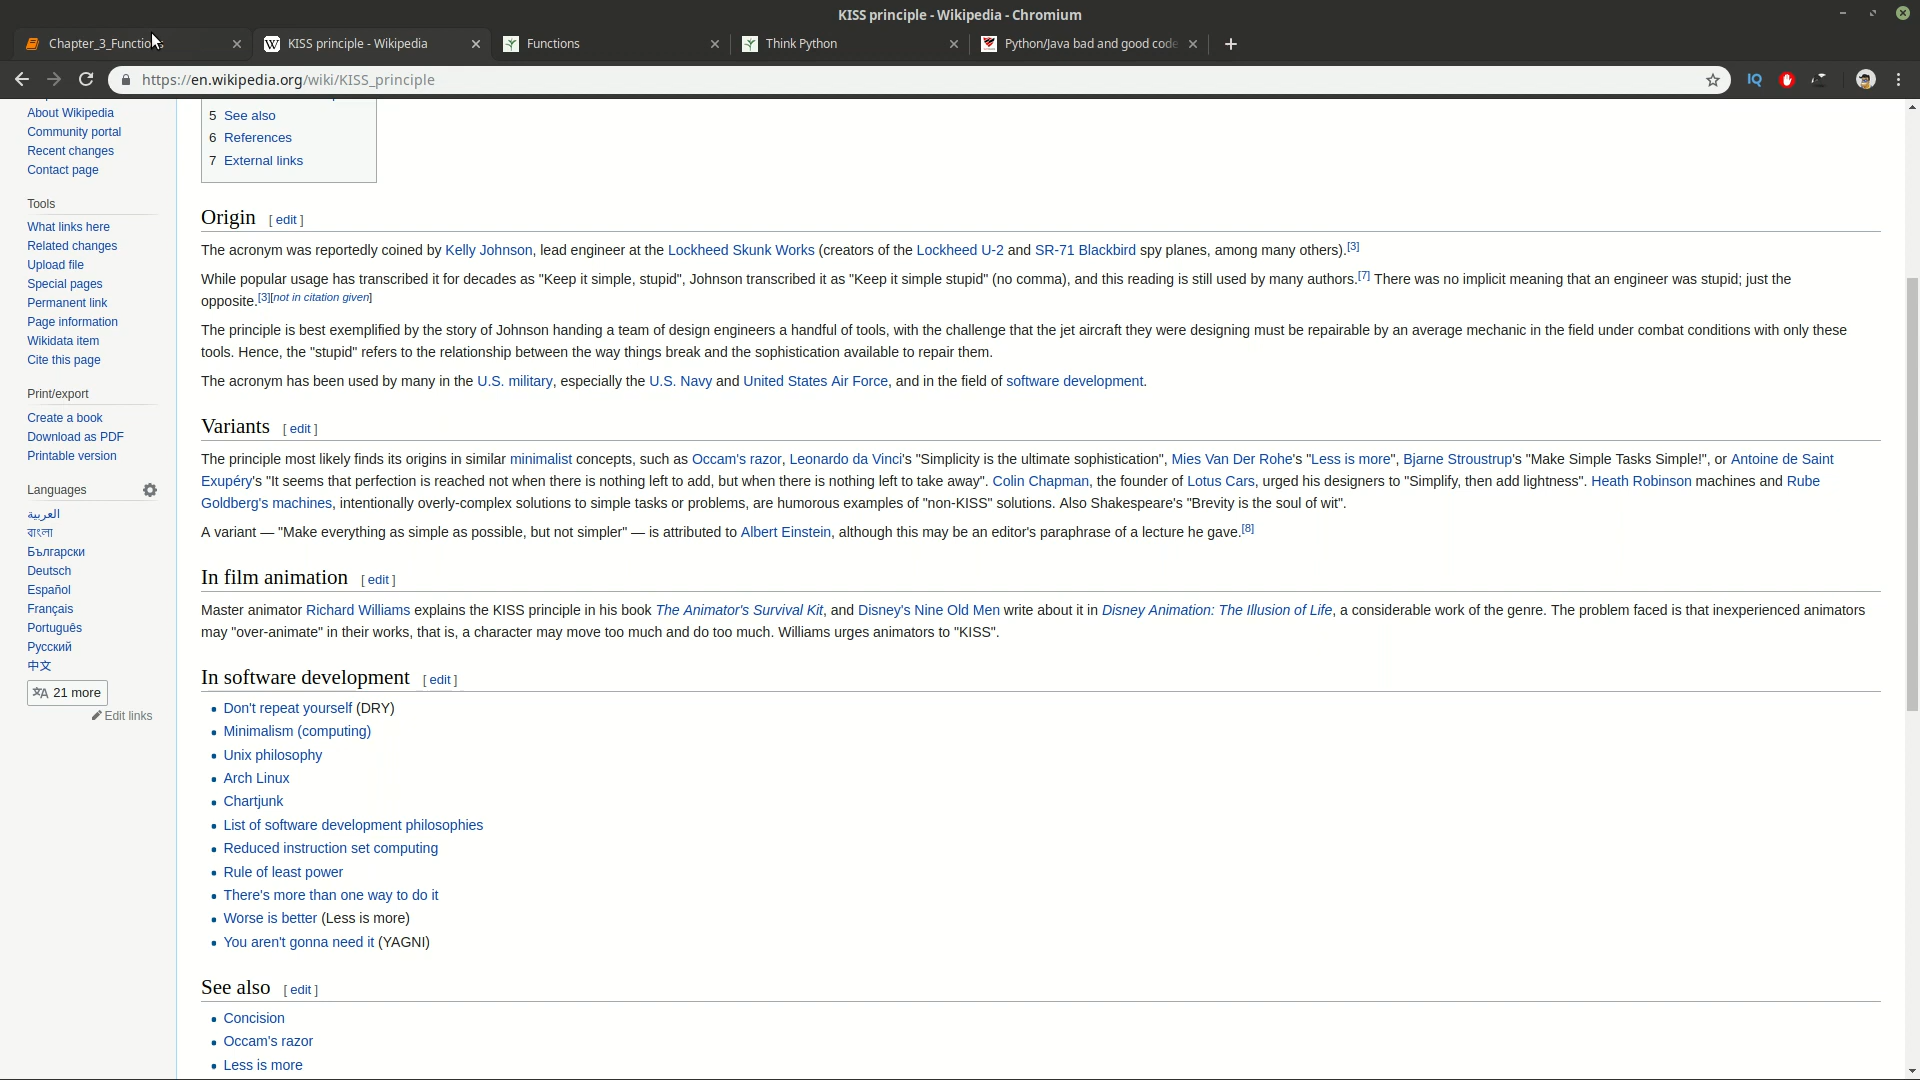 KISS principle - Wikipedia - Chromium
Chapter_3_Functions
KISS principle - Wikipedia
Functions
Think Python
Python/Java bad and good code
https://en.wikipedia.org/wiki/KISS_principle
IQ
About Wikipedia
Community portal
Recent changes
Contact page
Tools
What links here
Related changes
Upload file
Special pages
Permanent link
Page information
Wikidata item
Cite this page
Print/export
Create a book
Download as PDF
Printable version
Languages
العربية
বাংলা
Български
Deutsch
Español
Français
Português
Русский
中文
21 more
Edit links
5 See also
6 References
7 External links
Origin [ edit ]
The acronym was reportedly coined by Kelly Johnson, lead engineer at the Lockheed Skunk Works (creators of the Lockheed U-2 and SR-71 Blackbird spy planes, among many others).[3]
While popular usage has transcribed it for decades as "Keep it simple, stupid", Johnson transcribed it as "Keep it simple stupid" (no comma), and this reading is still used by many authors.[7] There was no implicit meaning that an engineer was stupid; just the
opposite.[3][not in citation given]
The principle is best exemplified by the story of Johnson handing a team of design engineers a handful of tools, with the challenge that the jet aircraft they were designing must be repairable by an average mechanic in the field under combat conditions with only these
tools. Hence, the "stupid" refers to the relationship between the way things break and the sophistication available to repair them.
The acronym has been used by many in the U.S. military, especially the U.S. Navy and United States Air Force, and in the field of software development.
Variants [ edit ]
The principle most likely finds its origins in similar minimalist concepts, such as Occam's razor, Leonardo da Vinci's "Simplicity is the ultimate sophistication", Mies Van Der Rohe's "Less is more", Bjarne Stroustrup's "Make Simple Tasks Simple!", or Antoine de Saint
Exupéry's "It seems that perfection is reached not when there is nothing left to add, but when there is nothing left to take away". Colin Chapman, the founder of Lotus Cars, urged his designers to "Simplify, then add lightness". Heath Robinson machines and Rube
Goldberg's machines, intentionally overly-complex solutions to simple tasks or problems, are humorous examples of "non-KISS" solutions. Also Shakespeare's "Brevity is the soul of wit".
A variant — "Make everything as simple as possible, but not simpler" — is attributed to Albert Einstein, although this may be an editor's paraphrase of a lecture he gave.[8]
In film animation [ edit ]
Master animator Richard Williams explains the KISS principle in his book The Animator's Survival Kit, and Disney's Nine Old Men write about it in Disney Animation: The Illusion of Life, a considerable work of the genre. The problem faced is that inexperienced animators
may "over-animate" in their works, that is, a character may move too much and do too much. Williams urges animators to "KISS".
In software development [ edit ]
Don't repeat yourself (DRY)
Minimalism (computing)
Unix philosophy
Arch Linux
Chartjunk
List of software development philosophies
Reduced instruction set computing
Rule of least power
There's more than one way to do it
Worse is better (Less is more)
You aren't gonna need it (YAGNI)
See also [ edit ]
Concision
Occam's razor
Less is more